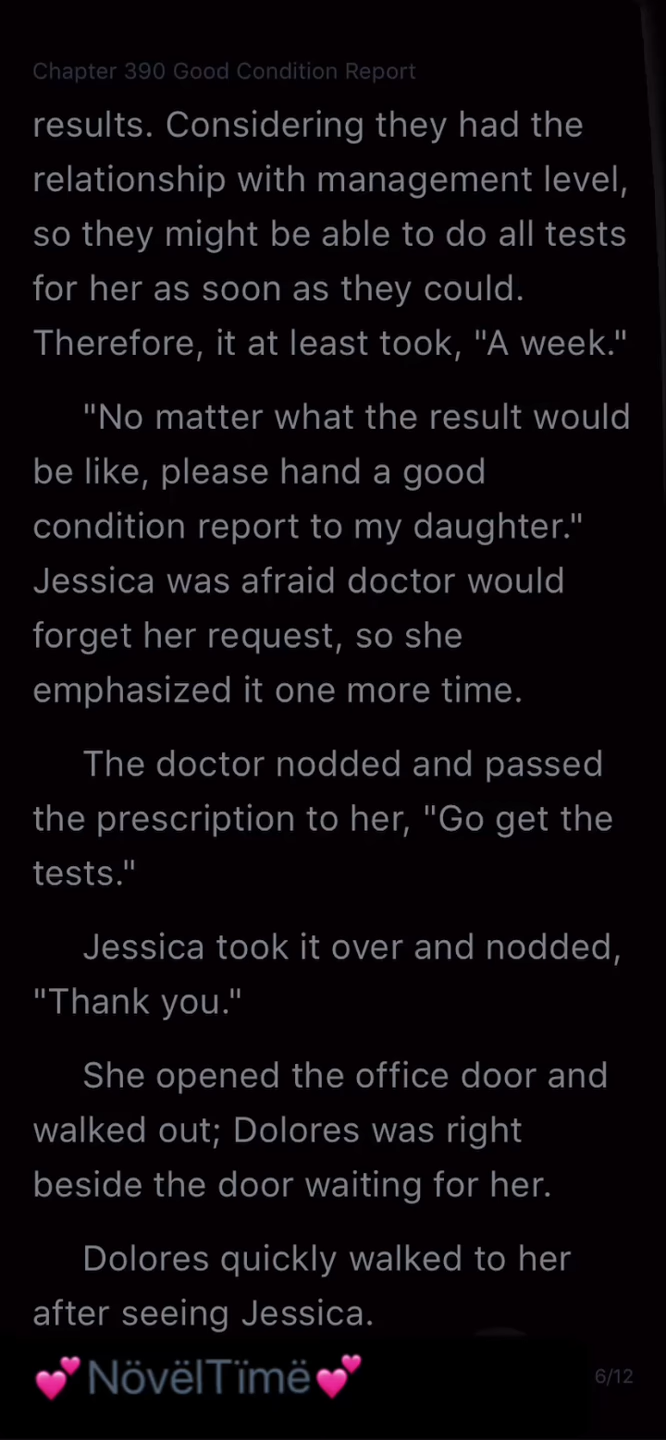 Chapter 390 Good Condition Report
results. Considering they had the
relationship with management level,
so they might be able to do all tests
for her as soon as they could.
Therefore, it at least took, "A week."
"No matter what the result would
be like, please hand a good
condition report to my daughter."
Jessica was afraid doctor would
forget her request, so she
emphasized it one more time.
The doctor nodded and passed
the prescription to her, "Go get the
tests."
Jessica took it over and nodded,
"Thank you."
She opened the office door and
walked out; Dolores was right
beside the door waiting for her.
Dolores quickly walked to her
after seeing Jessica.
💕NövëlTïmë💕
6/12